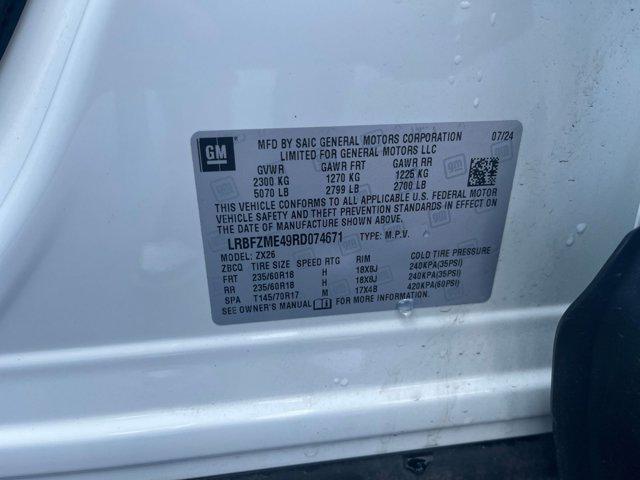 GM
MFD BY SAIC GENERAL MOTORS CORPORATION 07/24
LIMITED FOR GENERAL MOTORS LLC
GVWR GAWR FRT GAWR RR
2300 KG 1270 KG 1225 KG
5070 LB 2799 LB 2700 LB
THIS VEHICLE CONFORMS TO ALL APPLICABLE U.S. FEDERAL MOTOR
VEHICLE SAFETY AND THEFT PREVENTION STANDARDS IN EFFECT ON
THE DATE OF MANUFACTURE SHOWN ABOVE.
LRBFZME49RD074671 TYPE: M.P.V.
MODEL: ZX26
ZBCQ TIRE SIZE SPEED RTG RIM COLD TIRE PRESSURE
FRT 235/60R18 H 18X8J 240KPA(35PSI)
RR 235/60R18 H 18X8J 240KPA(35PSI)
SPA T145/70R17 M 17X4B 420KPA(60PSI)
SEE OWNER'S MANUAL FOR MORE INFORMATION.